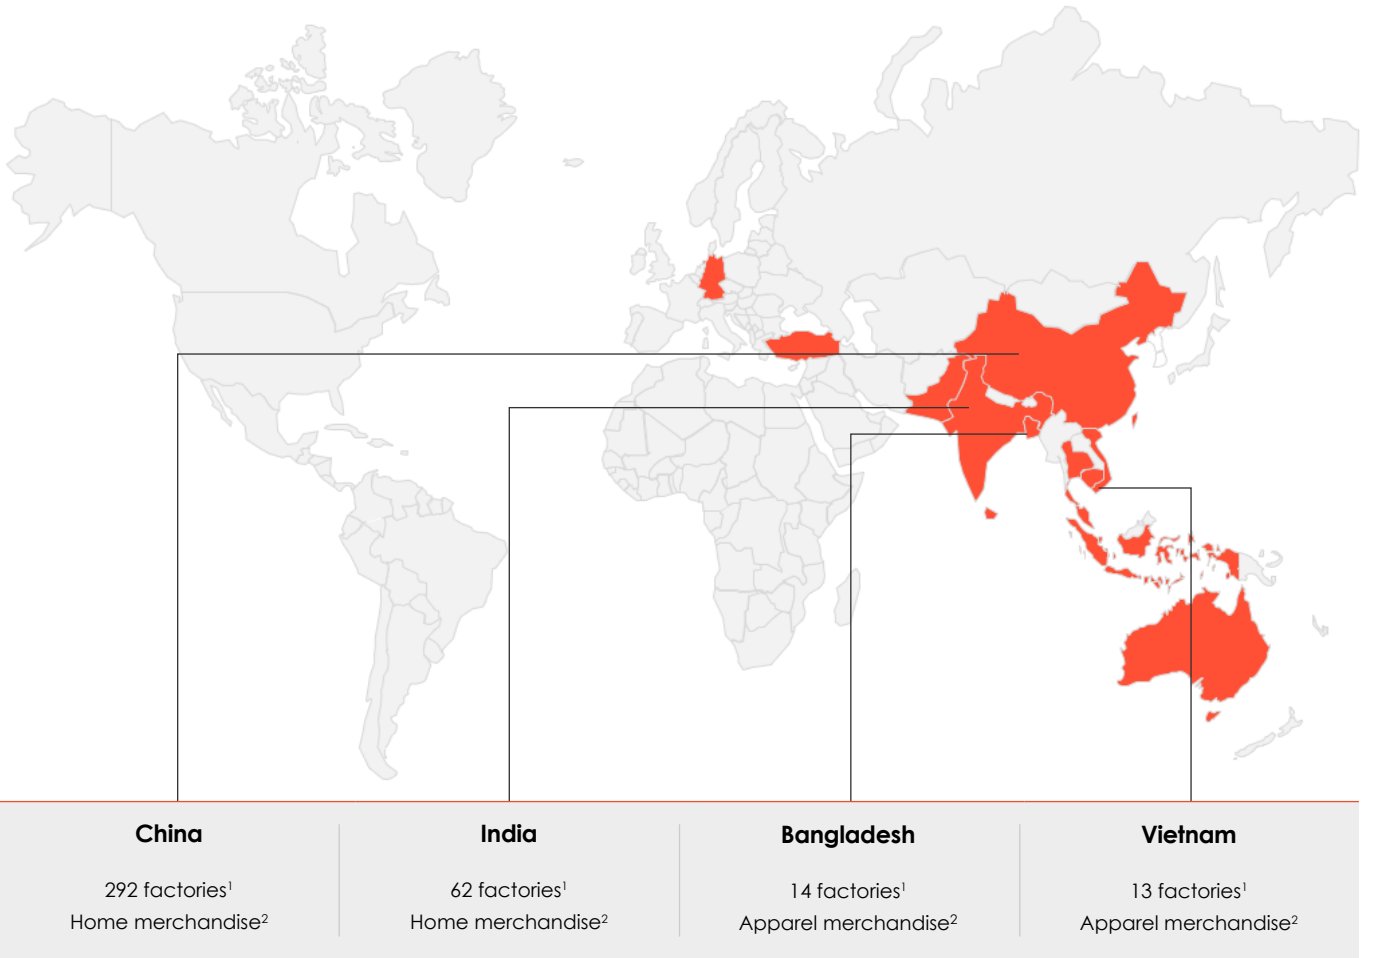 China
292 factories¹
Home merchandise²
India
62 factories¹
Home merchandise²
Bangladesh
14 factories¹
Apparel merchandise²
Vietnam
13 factories¹
Apparel merchandise²